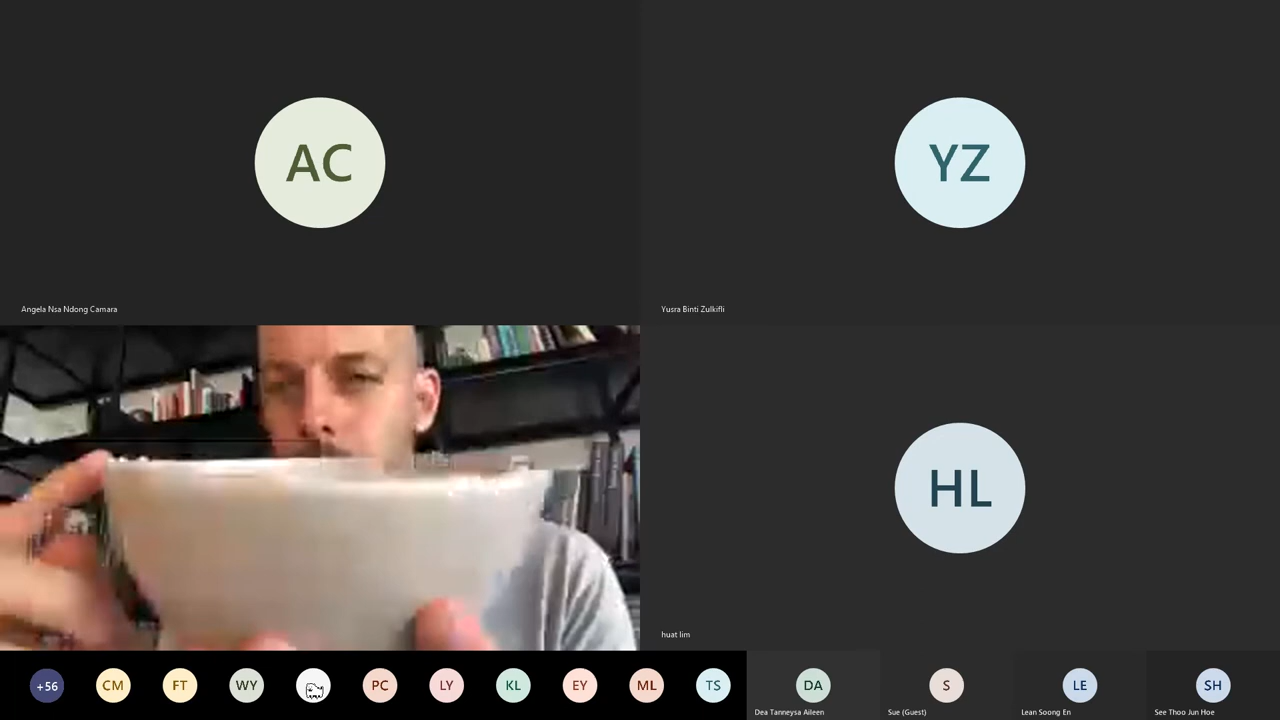 AC
YZ
Angela Nsa Ndong Camara
Yusra Binti Zulkifli
HL
huat lim
+56
CM
FT
WY
PC
LY
KL
EY
ML
TS
DA
S
LE
SH
Dea Tanneysa Aileen
Sue (Guest)
Lean Soong En
See Thoo Jun Hoe